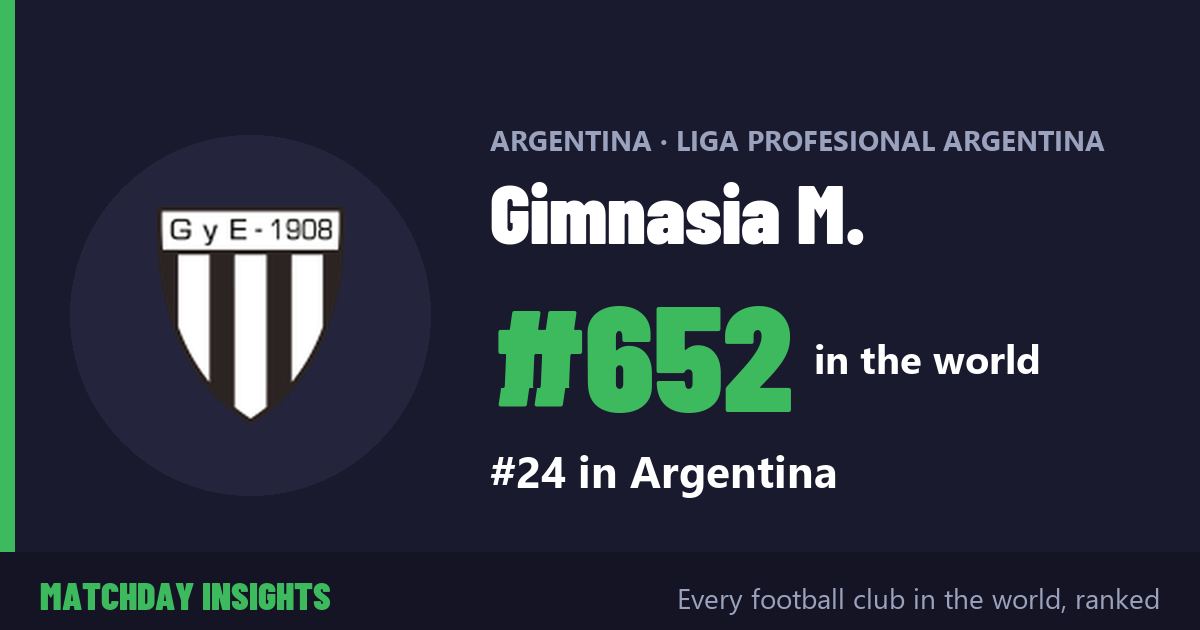 G y E - 1908
ARGENTINA · LIGA PROFESIONAL ARGENTINA
Gimnasia M.
#652 in the world
#24 in Argentina
MATCHDAY INSIGHTS
Every football club in the world, ranked